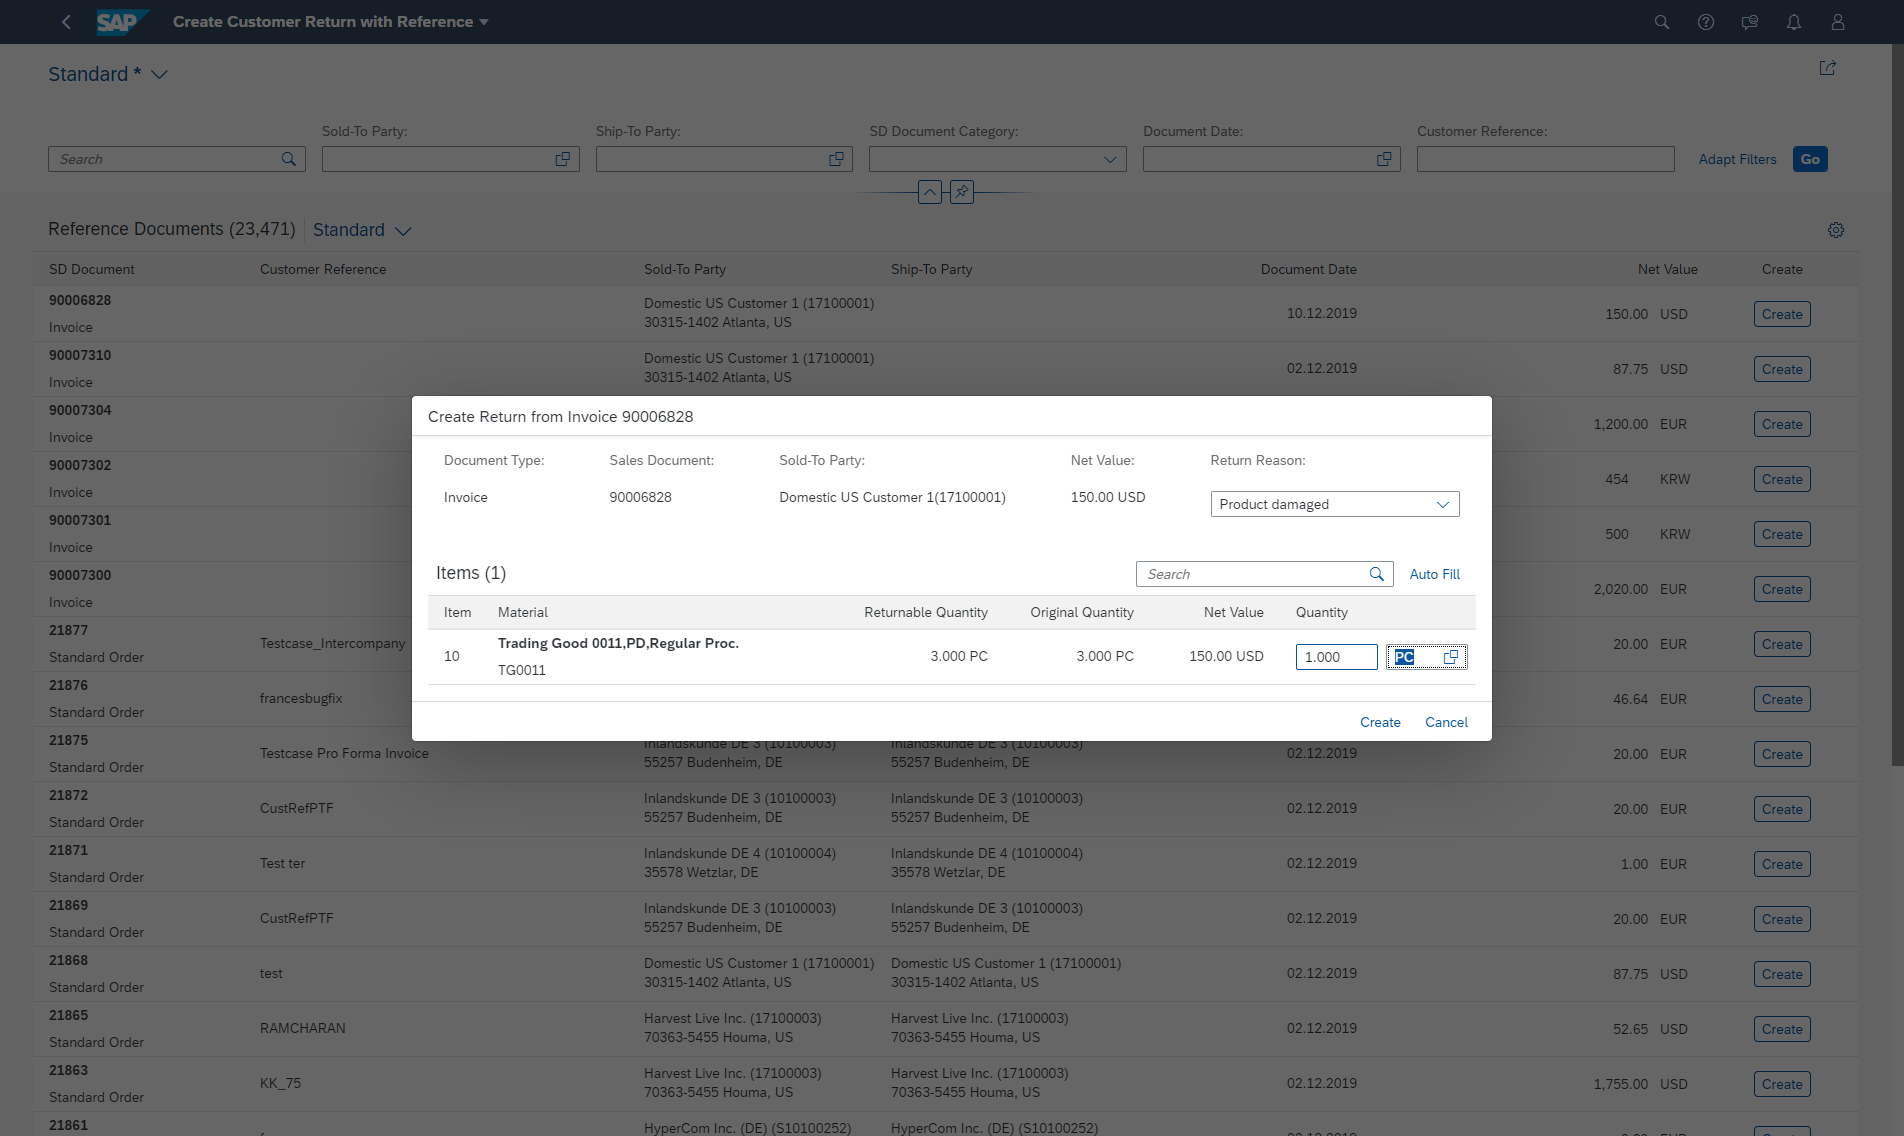 SAP Create Customer Return with Reference
Standard *
Sold-To Party: Ship-To Party: SD Document Category: Document Date: Customer Reference:
Search Adapt Filters Go
Reference Documents (23,471) Standard
SD Document Customer Reference Sold-To Party Ship-To Party Document Date Net Value Create
90006828
Invoice
Domestic US Customer 1 (17100001)
30315-1402 Atlanta, US
10.12.2019 150.00 USD Create
90007310
Invoice
Domestic US Customer 1 (17100001)
30315-1402 Atlanta, US
02.12.2019 87.75 USD Create
90007304
Invoice
1,200.00 EUR Create
90007302
Invoice
454 KRW Create
90007301
Invoice
500 KRW Create
90007300
Invoice
2,020.00 EUR Create
21877
Standard Order
Testcase_Intercompany
20.00 EUR Create
21876
Standard Order
francesbugfix
46.64 EUR Create
Create Return from Invoice 90006828
Document Type: Sales Document: Sold-To Party: Net Value: Return Reason:
Invoice 90006828 Domestic US Customer 1(17100001) 150.00 USD Product damaged
Items (1) Search Auto Fill
Item Material Returnable Quantity Original Quantity Net Value Quantity
10
Trading Good 0011,PD,Regular Proc.
TG0011
3.000 PC 3.000 PC 150.00 USD 1.000 PC
Create Cancel
21875
Standard Order
Testcase Pro Forma Invoice
Inlandskunde DE 3 (10100003)
55257 Budenheim, DE
Inlandskunde DE 3 (10100003)
55257 Budenheim, DE
02.12.2019 20.00 EUR Create
21872
Standard Order
CustRefPTF
Inlandskunde DE 3 (10100003)
55257 Budenheim, DE
Inlandskunde DE 3 (10100003)
55257 Budenheim, DE
02.12.2019 20.00 EUR Create
21871
Standard Order
Test ter
Inlandskunde DE 4 (10100004)
35578 Wetzlar, DE
Inlandskunde DE 4 (10100004)
35578 Wetzlar, DE
02.12.2019 1.00 EUR Create
21869
Standard Order
CustRefPTF
Inlandskunde DE 3 (10100003)
55257 Budenheim, DE
Inlandskunde DE 3 (10100003)
55257 Budenheim, DE
02.12.2019 20.00 EUR Create
21868
Standard Order
test
Domestic US Customer 1 (17100001)
30315-1402 Atlanta, US
Domestic US Customer 1 (17100001)
30315-1402 Atlanta, US
02.12.2019 87.75 USD Create
21865
Standard Order
RAMCHARAN
Harvest Live Inc. (17100003)
70363-5455 Houma, US
Harvest Live Inc. (17100003)
70363-5455 Houma, US
02.12.2019 52.65 USD Create
21863
Standard Order
KK_75
Harvest Live Inc. (17100003)
70363-5455 Houma, US
Harvest Live Inc. (17100003)
70363-5455 Houma, US
02.12.2019 1,755.00 USD Create
21861
HyperCom Inc. (DE) (S10100252)
HyperCom Inc. (DE) (S10100252)